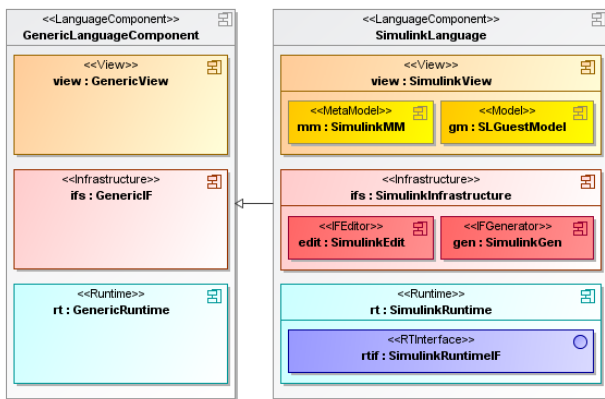 <<LanguageComponent>>
GenericLanguageComponent
<<View>>
view : GenericView
<<Infrastructure>>
ifs : GenericIF
<<Runtime>>
rt : GenericRuntime
<<LanguageComponent>>
SimulinkLanguage
<<View>>
view : SimulinkView
<<MetaModel>>
mm : SimulinkMM
<<Model>>
gm : SLGuestModel
<<Infrastructure>>
ifs : SimulinkInfrastructure
<<IFEditor>>
edit : SimulinkEdit
<<IFGenerator>>
gen : SimulinkGen
<<Runtime>>
rt : SimulinkRuntime
<<RTInterface>>
rtif : SimulinkRuntimeIF